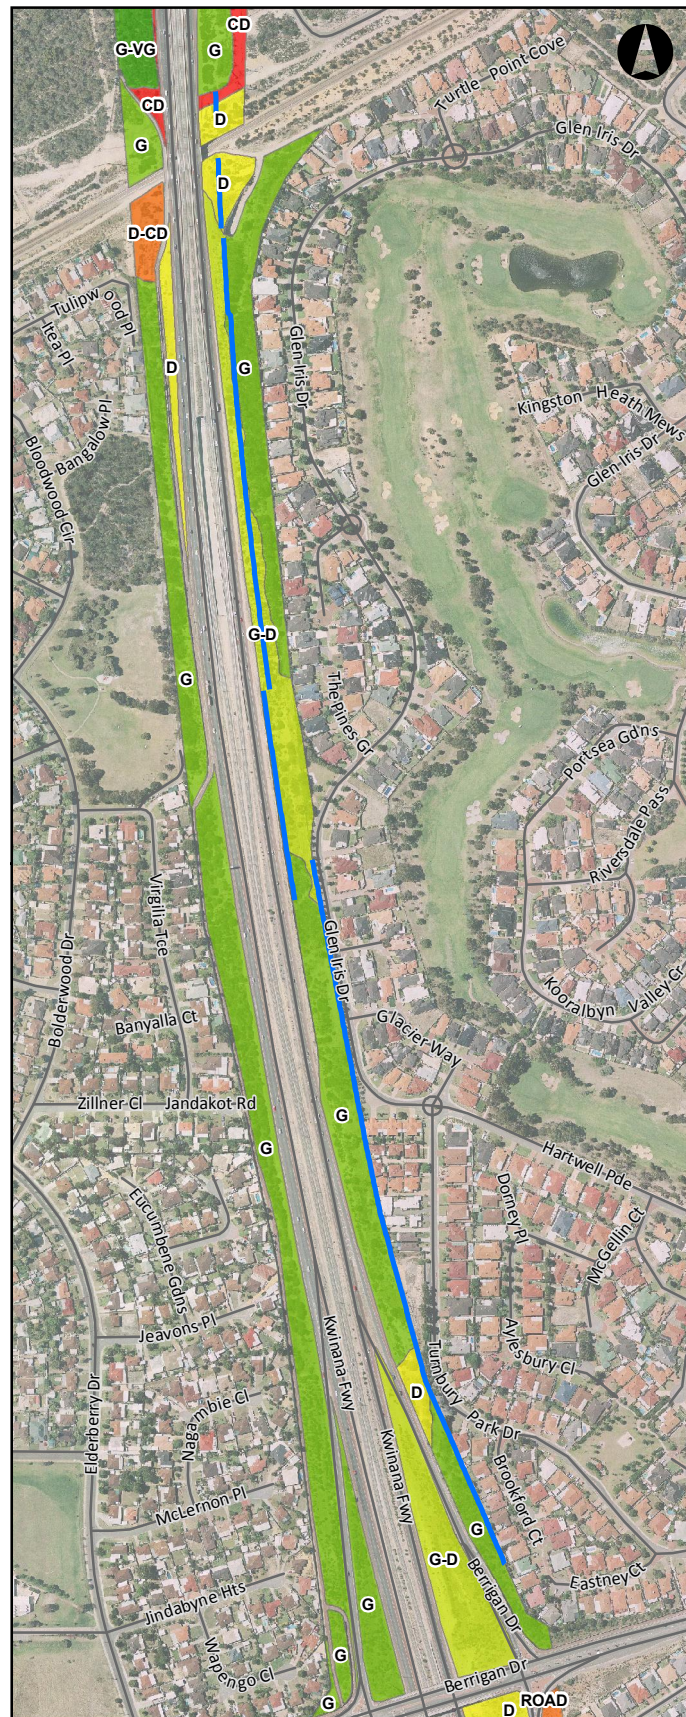 G-VG
CD
G
CD
D
G
D
D-CD
Turtle Point Cove
Glen Iris Dr
Tulipwood Pl
Itea Pl
D
G
Glen Iris Dr
Kingston Heath Mews
Glen Iris Dr
Bangalow Pl
Bloodwood Cir
G-D
G
The Pines Gr
Portsea Gdns
Riversdale Pass
Virgilia Tce
Bolderwood Dr
Glen Iris Dr
Banyalla Ct
Kooralbyn Valley Cr
Glacier Way
Zillner Cl
Jandakot Rd
G
G
Hartwell Pde
Eucumbene Gdns
Dorney Pl
McGellin Ct
Jeavons Pl
Kwinana Fwy
Aylesbury Cl
Turnbury Park Dr
D
Elderberry Dr
Nagambie Cl
Kwinana Fwy
Brookford Ct
McLernon Pl
G
G-D
Berrigan Dr
Eastney Ct
Jindabyne Hts
G
Wapengo Cl
G
Berrigan Dr
G
D
ROAD